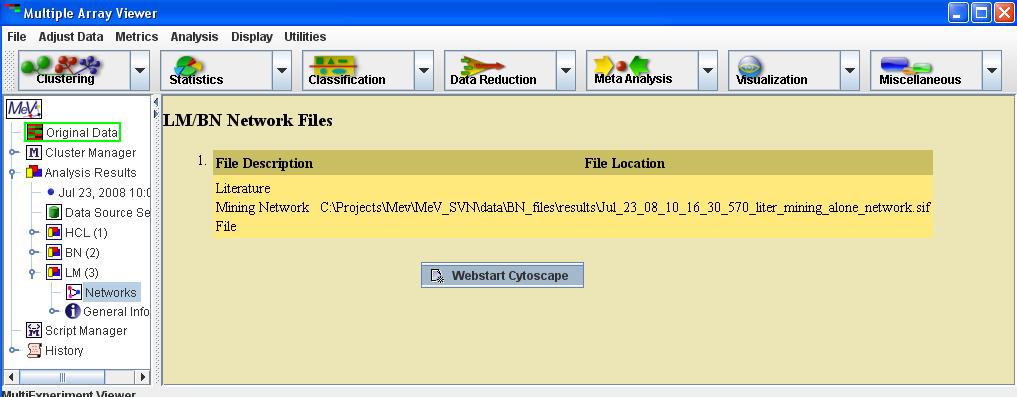 Multiple Array Viewer
File Adjust Data Metrics Analysis Display Utilities
Clustering Statistics Classification Data Reduction Meta Analysis Visualization Miscellaneous
MeV
Original Data
Cluster Manager
Analysis Results
Jul 23, 2008 10:0
Data Source Se
HCL (1)
BN (2)
LM (3)
Networks
General Info
Script Manager
History
LM/BN Network Files
1. File Description File Location
Literature
Mining Network C:\Projects\Mev\MeV_SVN\data\BN_files\results\Jul_23_08_10_16_30_570_liter_mining_alone_network.sif
File
Webstart Cytoscape
MultiExperiment Viewer